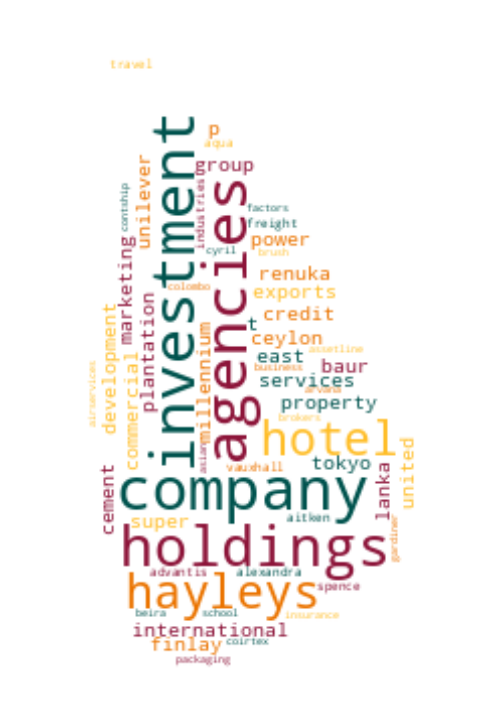 travel
investment
p
aqua
group
agencies
industries
unilever
contship
factors
freight
cyril
power
brush
marketing
renuka
colombo
exports
plantation
development
commercial
credit
t
millennium
ceylon
assetline
east
business
baur
services
arvana
airservices
property
brokers
hotel
asian
tokyo
vauxhall
united
company
cement
lanka
super
aitken
gardiner
holdings
advantis
alexandra
spence
hayleys
beira
school
insurance
international
finlay
coirtex
packaging